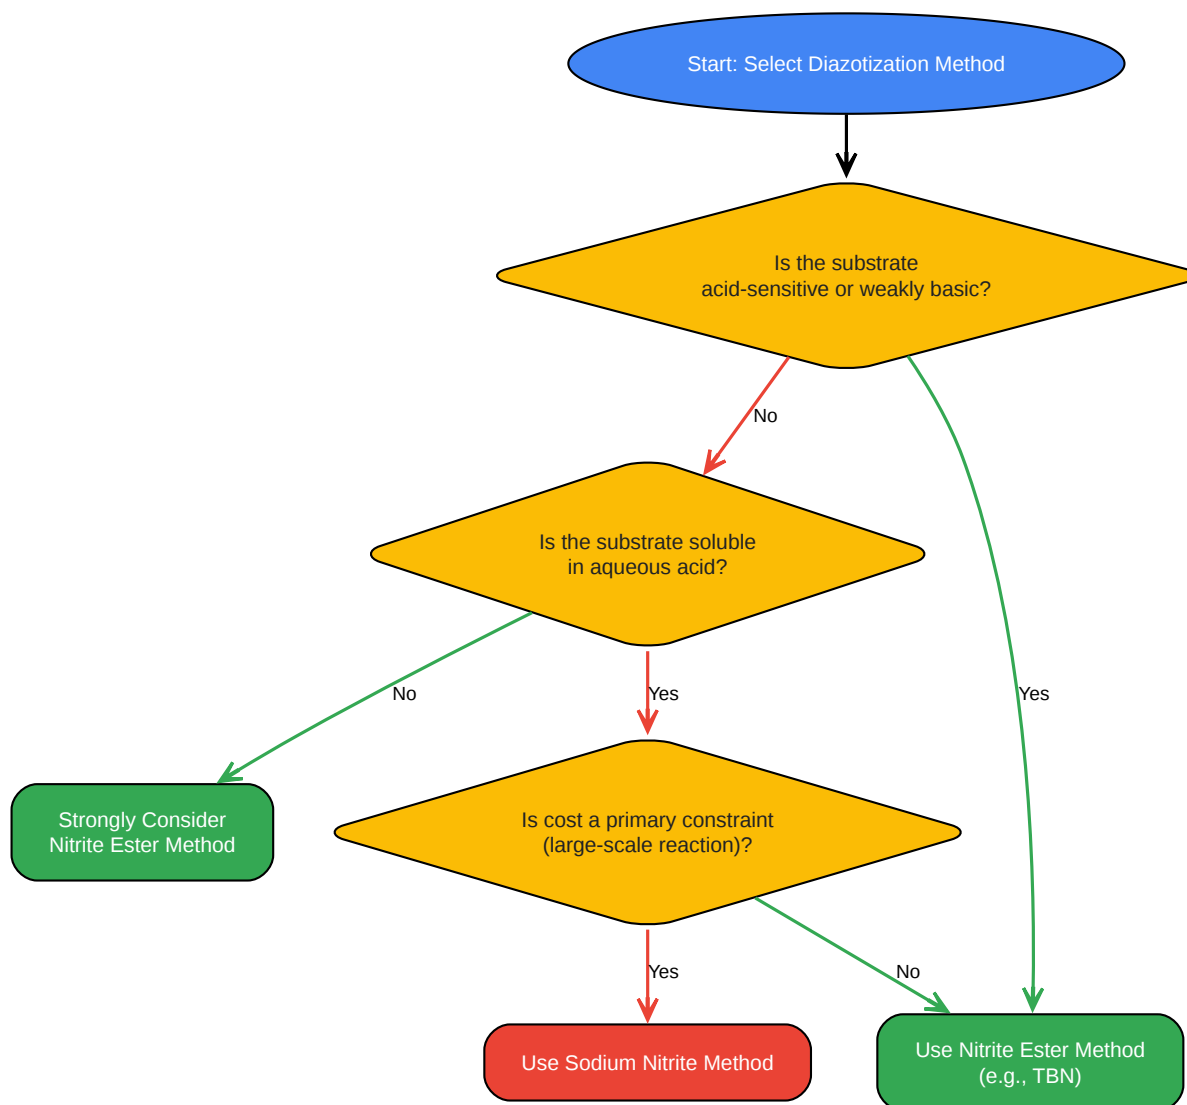 Start: Select Diazotization Method
Is the substrate
acid-sensitive or weakly basic?
No
Is the substrate soluble
in aqueous acid?
No
Yes
Yes
Strongly Consider
Nitrite Ester Method
Is cost a primary constraint
(large-scale reaction)?
Yes
No
Use Sodium Nitrite Method
Use Nitrite Ester Method
(e.g., TBN)